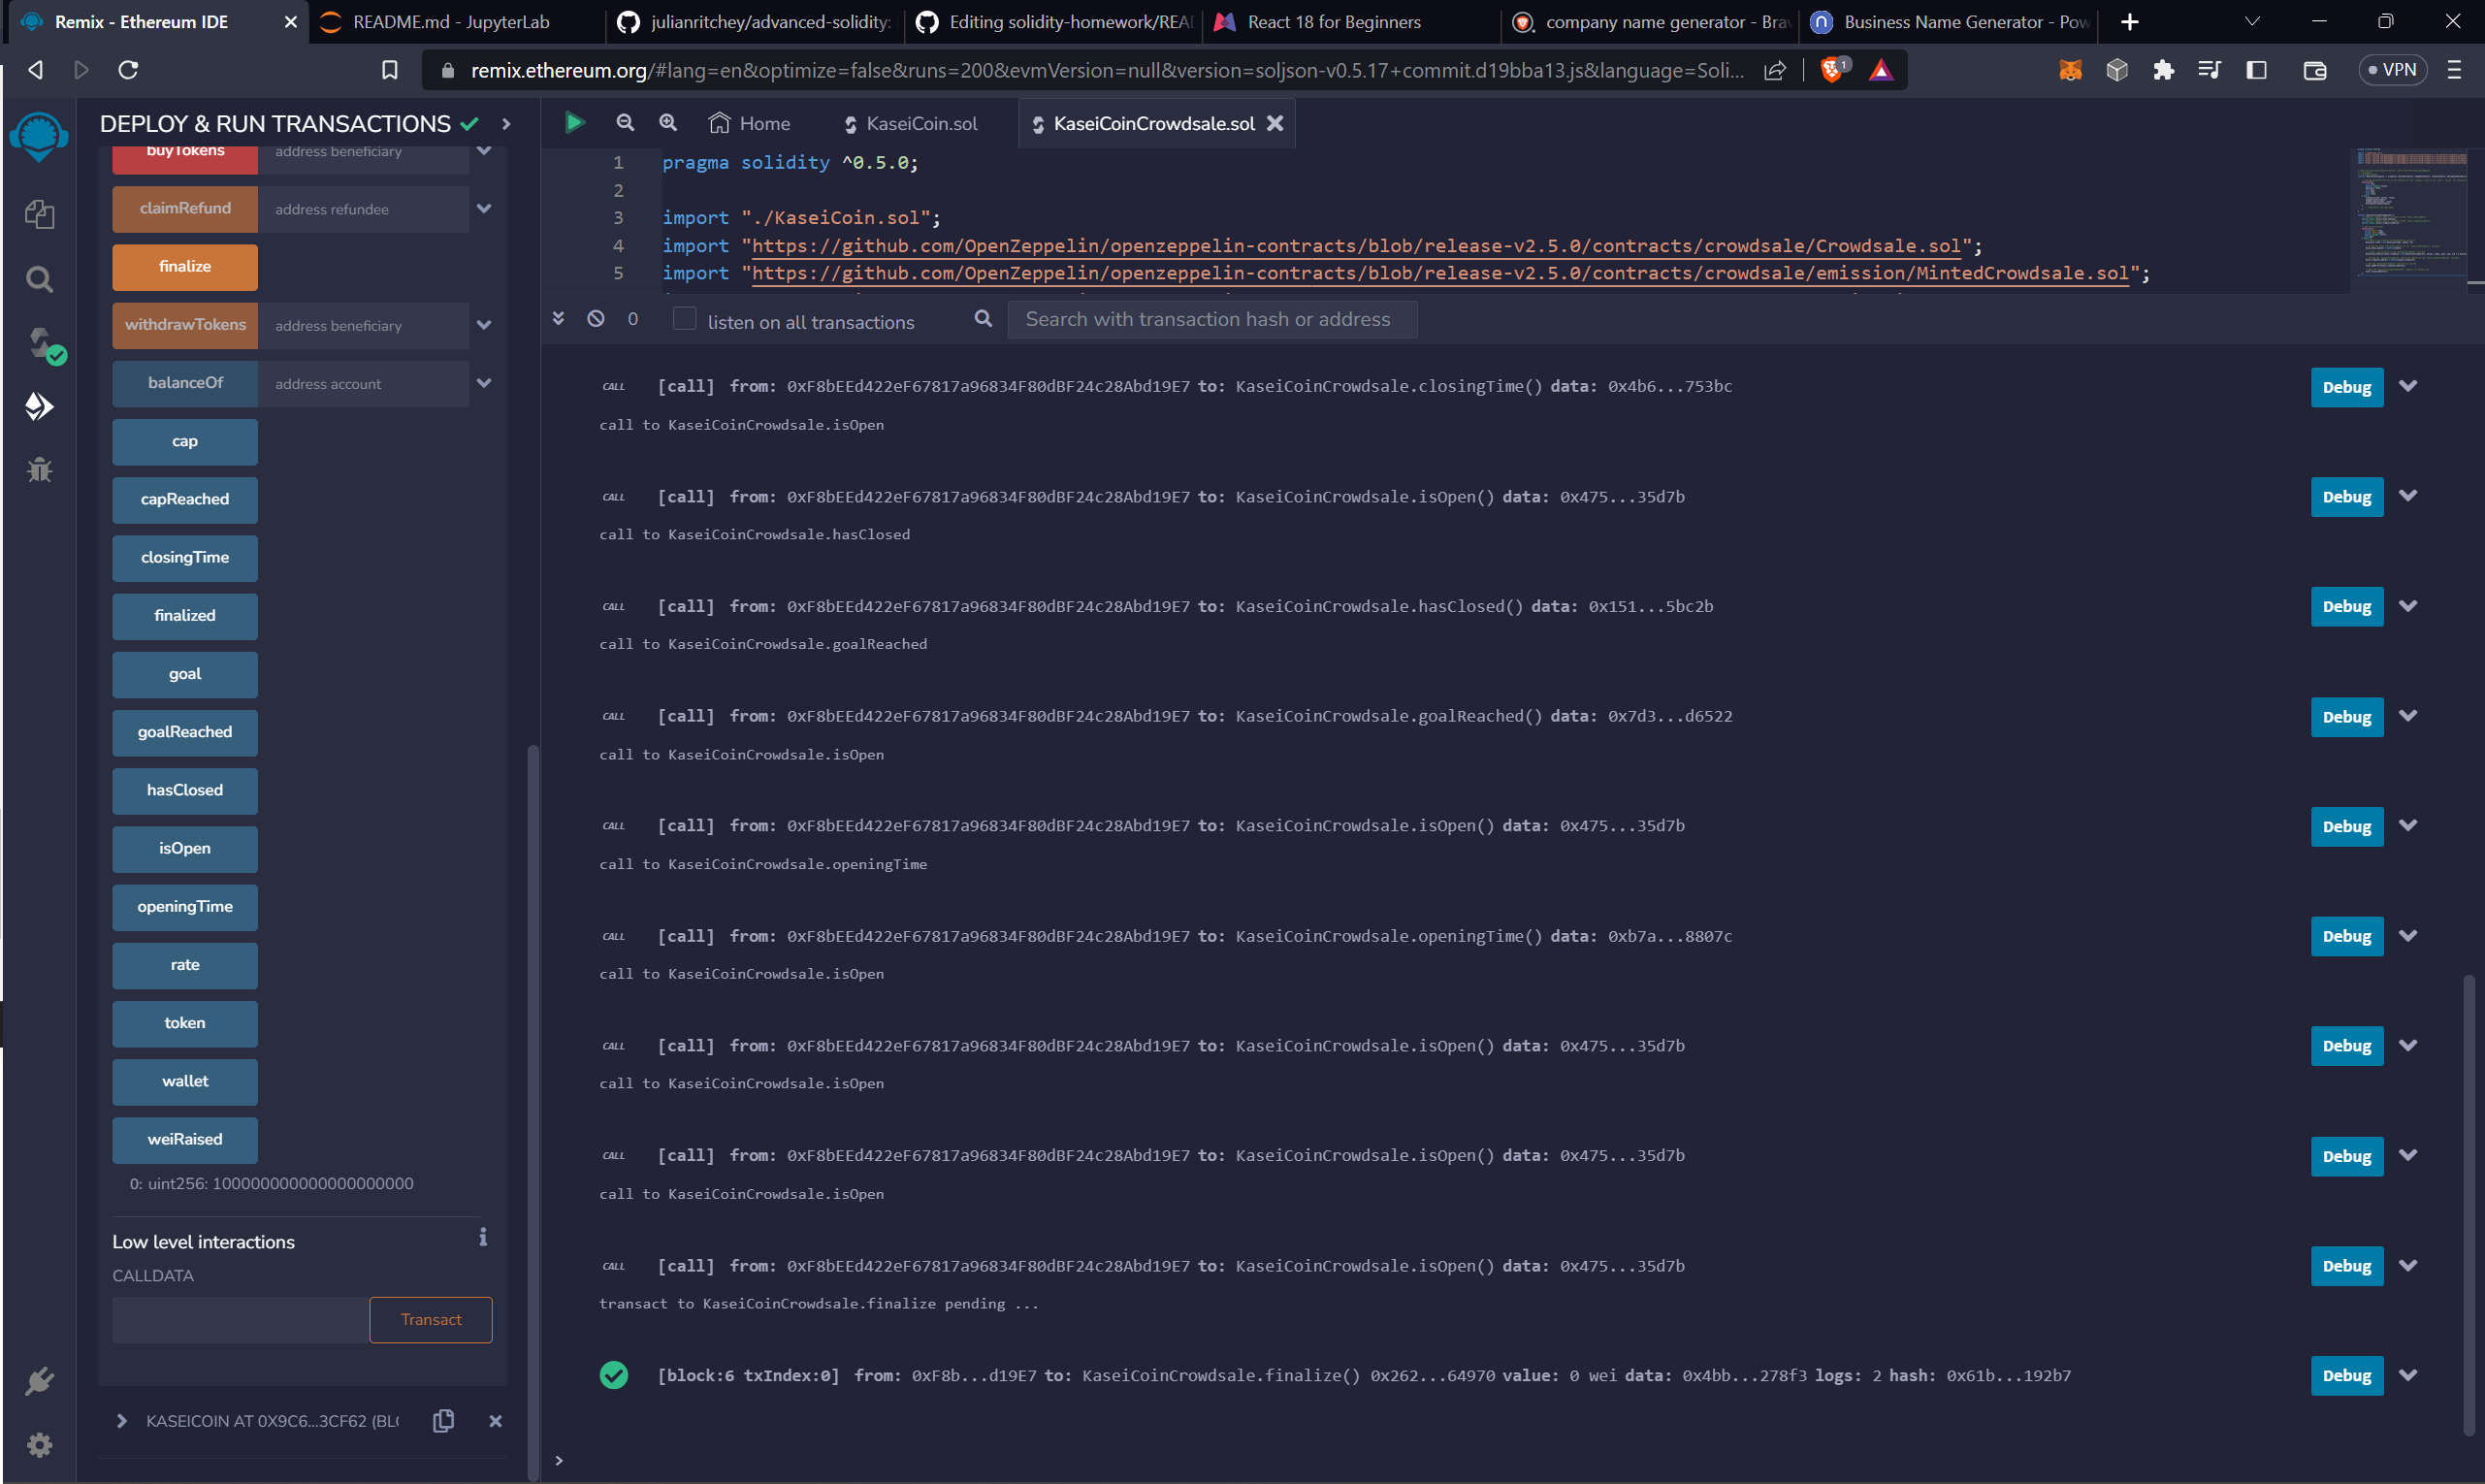 Remix - Ethereum IDE
README.md - JupyterLab
julianritchey/advanced-solidity:
Editing solidity-homework/REA
React 18 for Beginners
company name generator - Bra
Business Name Generator - Pow
remix.ethereum.org/#lang=en&optimize=false&runs=200&evmVersion=null&version=soljson-v0.5.17+commit.d19bba13.js&language=Soli...
1
VPN
DEPLOY & RUN TRANSACTIONS
buyTokens address beneficiary
claimRefund address refundee
finalize
withdrawTokens address beneficiary
balanceOf address account
cap
capReached
closingTime
finalized
goal
goalReached
hasClosed
isOpen
openingTime
rate
token
wallet
weiRaised
0: uint256: 100000000000000000000
Low level interactions
CALLDATA
Transact
KASEICOIN AT 0X9C6...3CF62 (BLO
Home
KaseiCoin.sol
KaseiCoinCrowdsale.sol
1 pragma solidity ^0.5.0;
2
3 import "./KaseiCoin.sol";
4 import "https://github.com/OpenZeppelin/openzeppelin-contracts/blob/release-v2.5.0/contracts/crowdsale/Crowdsale.sol";
5 import "https://github.com/OpenZeppelin/openzeppelin-contracts/blob/release-v2.5.0/contracts/crowdsale/emission/MintedCrowdsale.sol";
0 listen on all transactions Search with transaction hash or address
CALL [call] from: 0xF8bEEd422eF67817a96834F80dBF24c28Abd19E7 to: KaseiCoinCrowdsale.closingTime() data: 0x4b6...753bc Debug
call to KaseiCoinCrowdsale.isOpen
CALL [call] from: 0xF8bEEd422eF67817a96834F80dBF24c28Abd19E7 to: KaseiCoinCrowdsale.isOpen() data: 0x475...35d7b Debug
call to KaseiCoinCrowdsale.hasClosed
CALL [call] from: 0xF8bEEd422eF67817a96834F80dBF24c28Abd19E7 to: KaseiCoinCrowdsale.hasClosed() data: 0x151...5bc2b Debug
call to KaseiCoinCrowdsale.goalReached
CALL [call] from: 0xF8bEEd422eF67817a96834F80dBF24c28Abd19E7 to: KaseiCoinCrowdsale.goalReached() data: 0x7d3...d6522 Debug
call to KaseiCoinCrowdsale.isOpen
CALL [call] from: 0xF8bEEd422eF67817a96834F80dBF24c28Abd19E7 to: KaseiCoinCrowdsale.isOpen() data: 0x475...35d7b Debug
call to KaseiCoinCrowdsale.openingTime
CALL [call] from: 0xF8bEEd422eF67817a96834F80dBF24c28Abd19E7 to: KaseiCoinCrowdsale.openingTime() data: 0xb7a...8807c Debug
call to KaseiCoinCrowdsale.isOpen
CALL [call] from: 0xF8bEEd422eF67817a96834F80dBF24c28Abd19E7 to: KaseiCoinCrowdsale.isOpen() data: 0x475...35d7b Debug
call to KaseiCoinCrowdsale.isOpen
CALL [call] from: 0xF8bEEd422eF67817a96834F80dBF24c28Abd19E7 to: KaseiCoinCrowdsale.isOpen() data: 0x475...35d7b Debug
call to KaseiCoinCrowdsale.isOpen
CALL [call] from: 0xF8bEEd422eF67817a96834F80dBF24c28Abd19E7 to: KaseiCoinCrowdsale.isOpen() data: 0x475...35d7b Debug
transact to KaseiCoinCrowdsale.finalize pending ...
[block:6 txIndex:0] from: 0xF8b...d19E7 to: KaseiCoinCrowdsale.finalize() 0x262...64970 value: 0 wei data: 0x4bb...278f3 logs: 2 hash: 0x61b...192b7 Debug
>